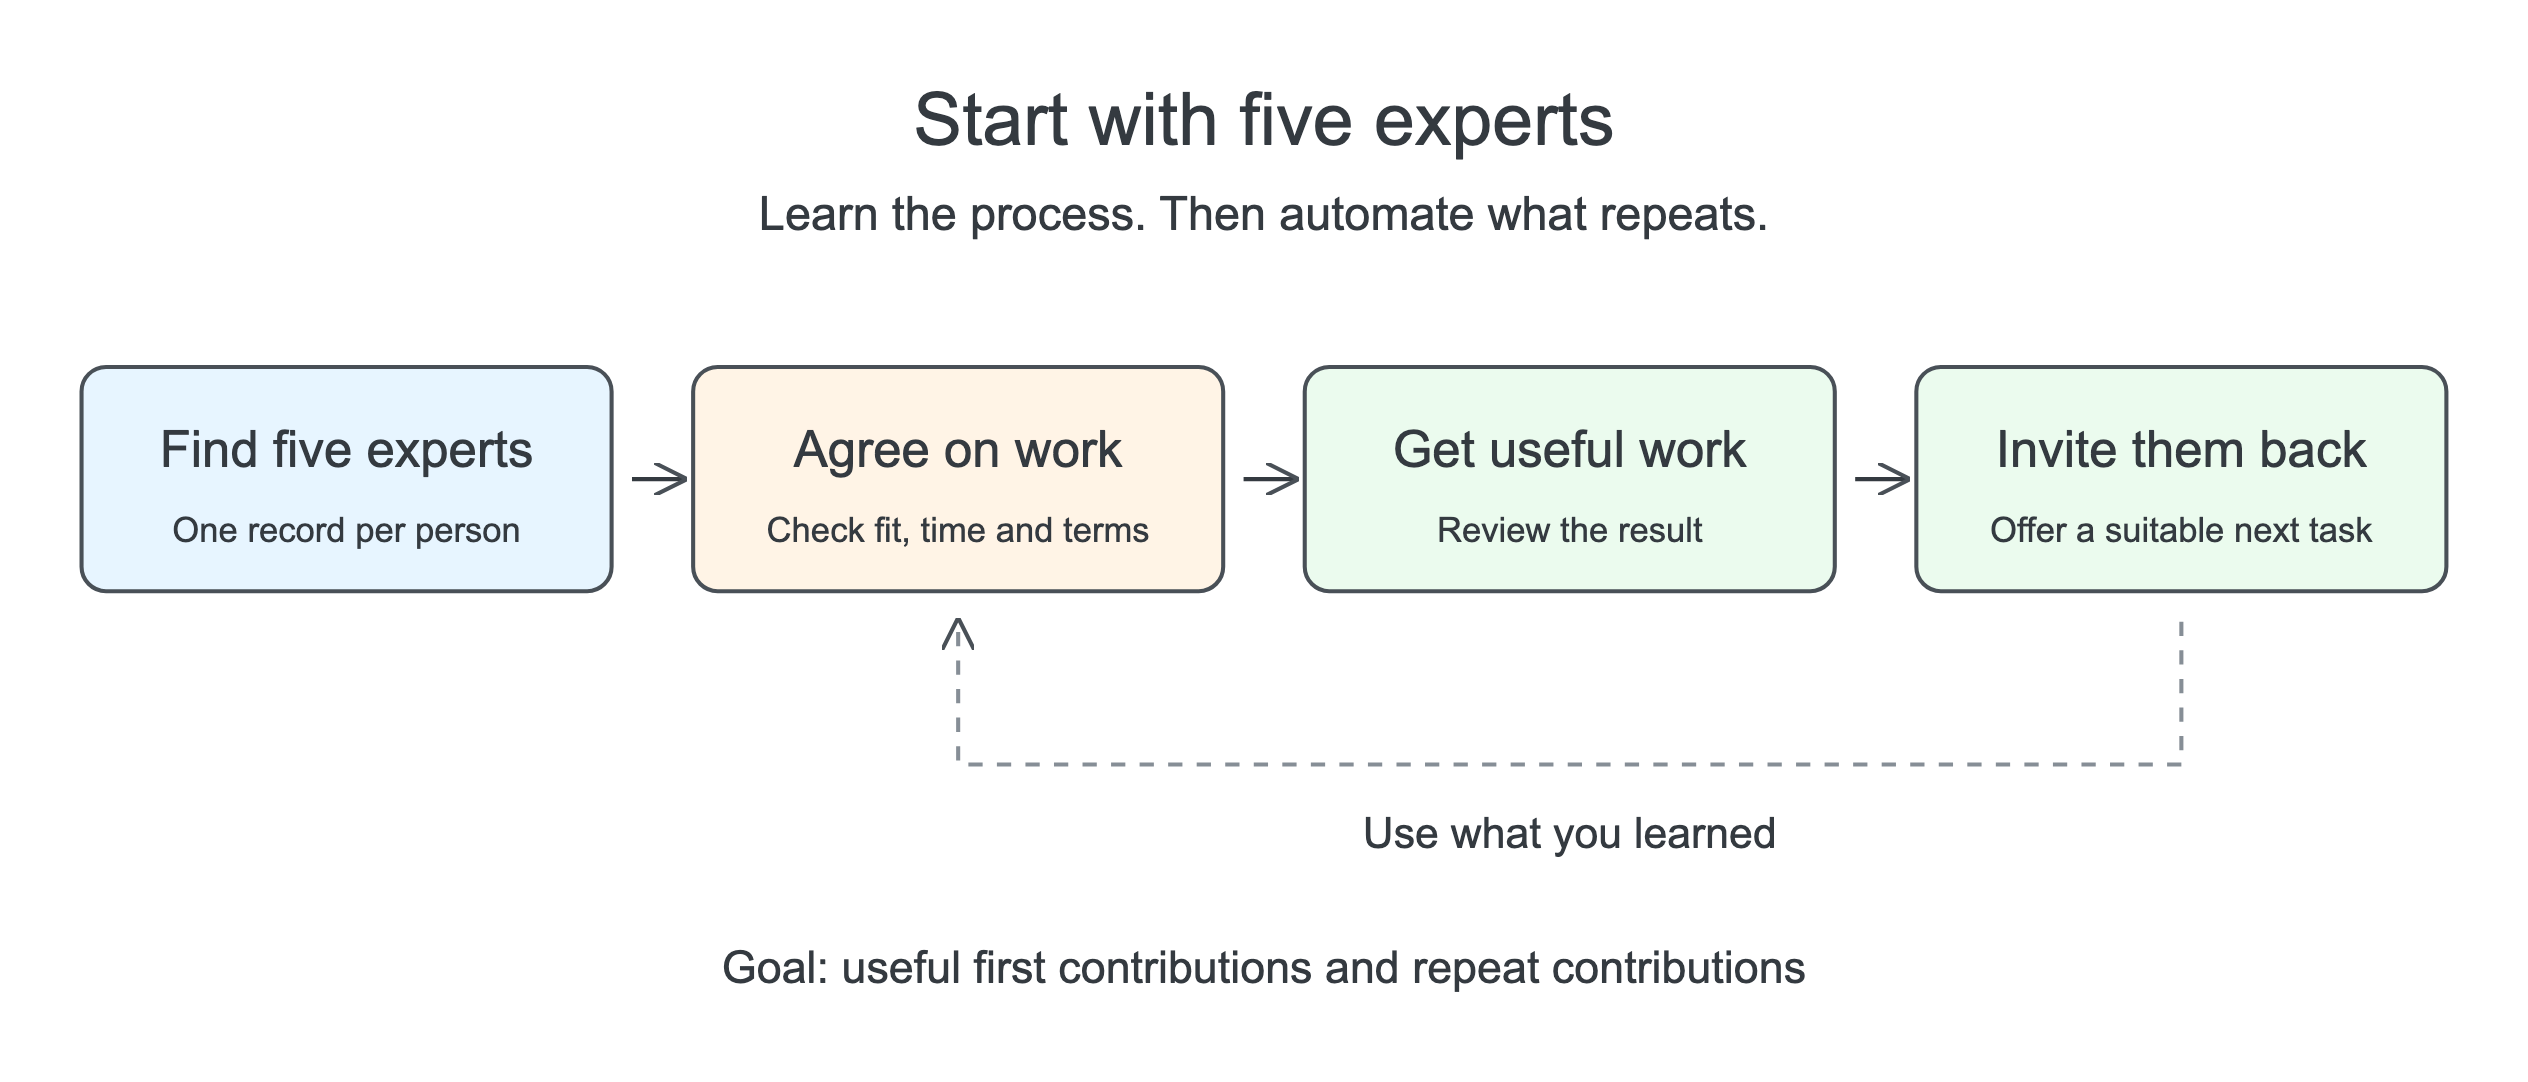 Start with five experts
Learn the process. Then automate what repeats.
Find five experts
One record per person
Agree on work
Check fit, time and terms
Get useful work
Review the result
Invite them back
Offer a suitable next task
Use what you learned
Goal: useful first contributions and repeat contributions